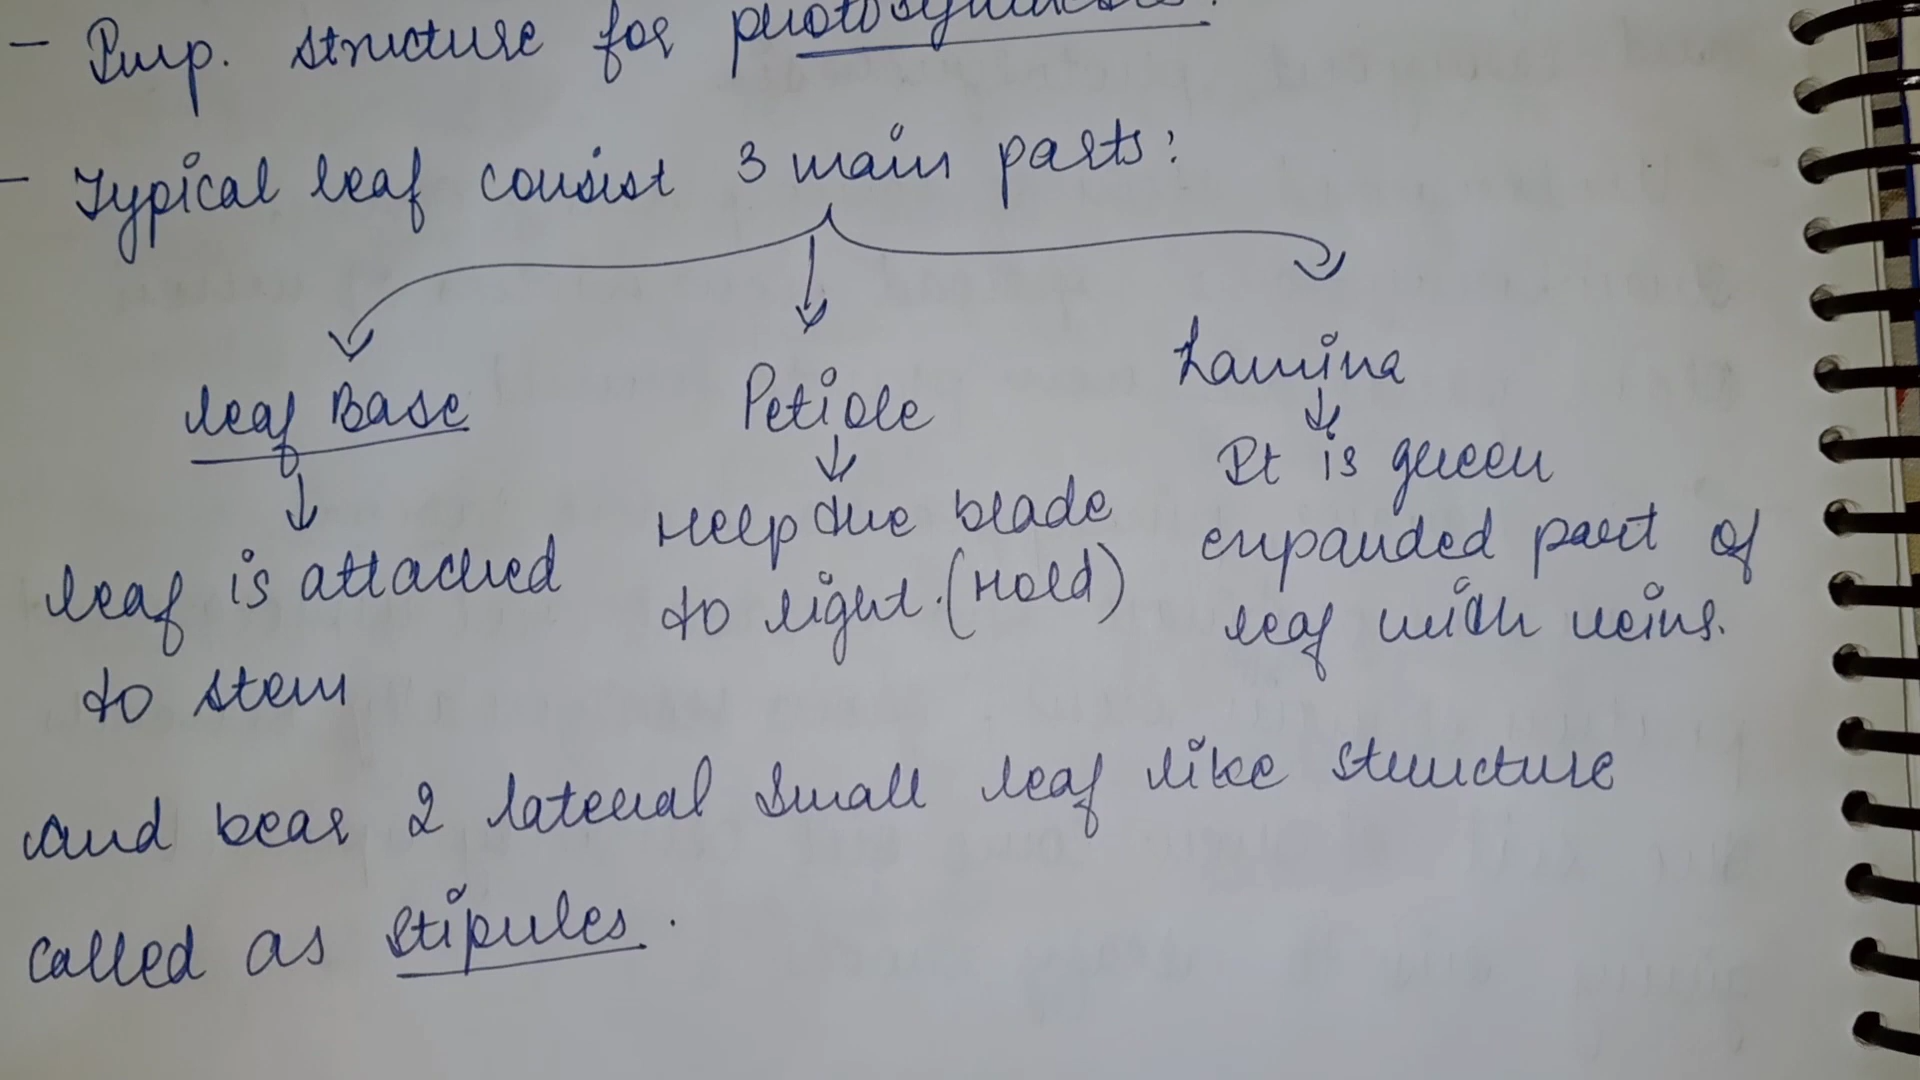 - Imp. structure for photosynthesis.
- Typical leaf consist 3 main parts:
Leaf Base
leaf is attached
to stem
Petiole
Help the blade
to light. (Hold)
Lamina
It is green
expanded part of
leaf with veins.
and bear 2 lateral small leaf like structure
called as stipules.